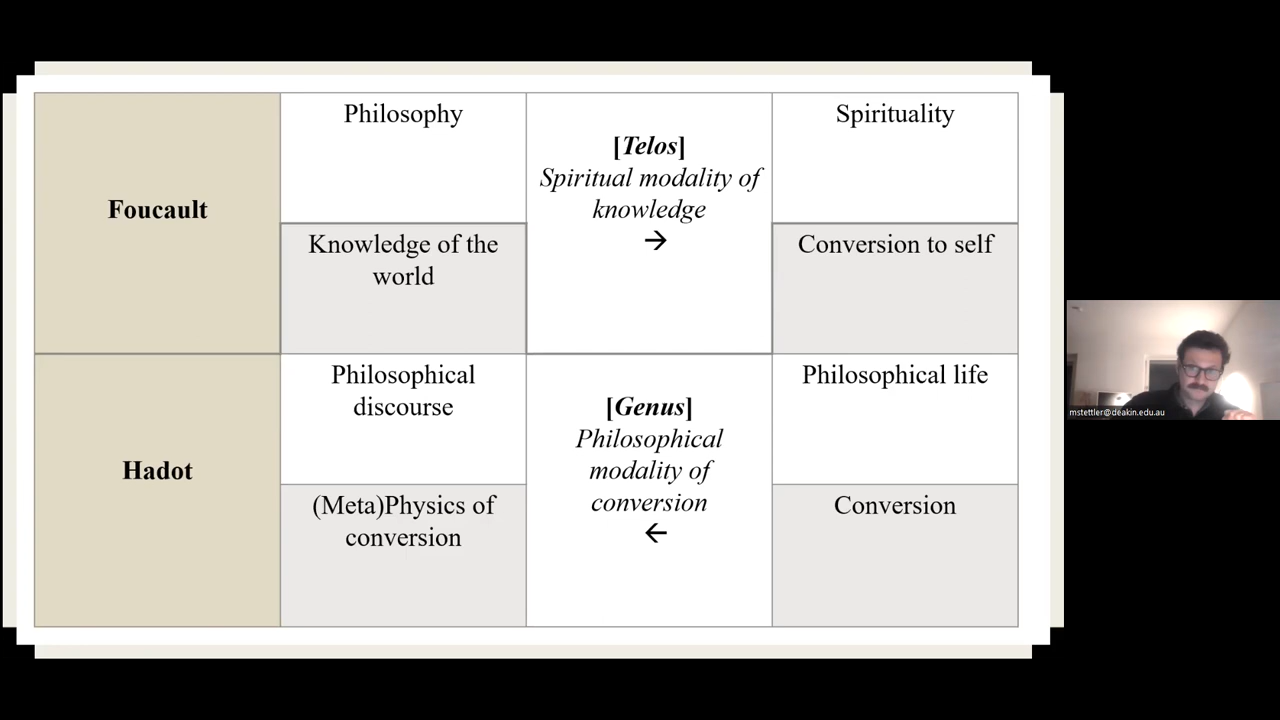 Foucault
Philosophy
Knowledge of the
world
[Telos]
Spiritual modality of
knowledge
→
Spirituality
Conversion to self
Hadot
Philosophical
discourse
(Meta)Physics of
conversion
[Genus]
Philosophical
modality of
conversion
←
Philosophical life
Conversion
mstettler@deakin.edu.au